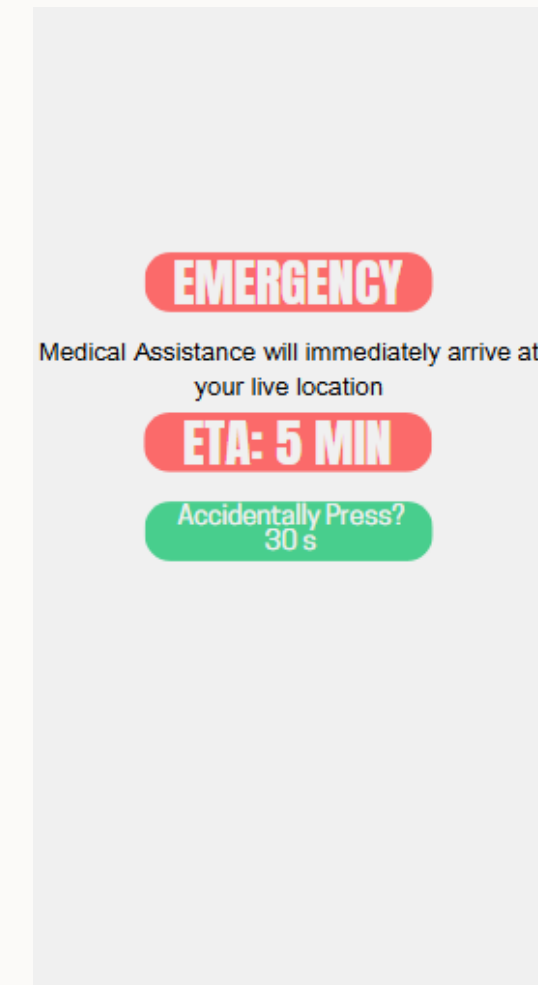 EMERGENCY
Medical Assistance will immediately arrive at
your live location
ETA: 5 MIN
Accidentally Press?
30 s